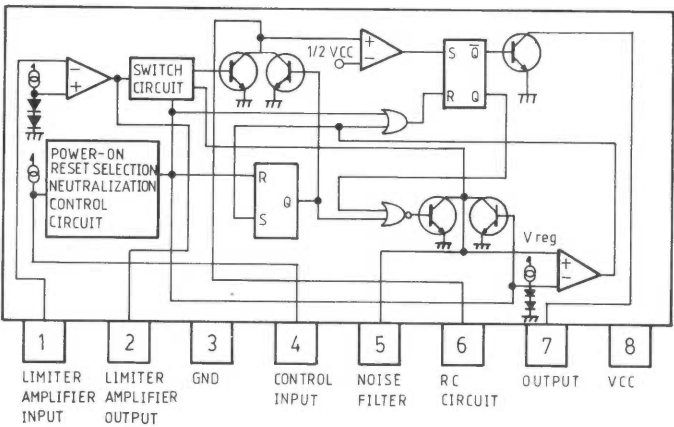 1/2 VCC
+
−
S Q̅
R Q
−
+
SWITCH
CIRCUIT
POWER-ON
RESET SELECTION
NEUTRALIZATION
CONTROL
CIRCUIT
R
Q
S
V reg
+
−
1 2 3 4 5 6 7 8
LIMITER
AMPLIFIER
INPUT
LIMITER
AMPLIFIER
OUTPUT
GND
CONTROL
INPUT
NOISE
FILTER
RC
CIRCUIT
OUTPUT
VCC